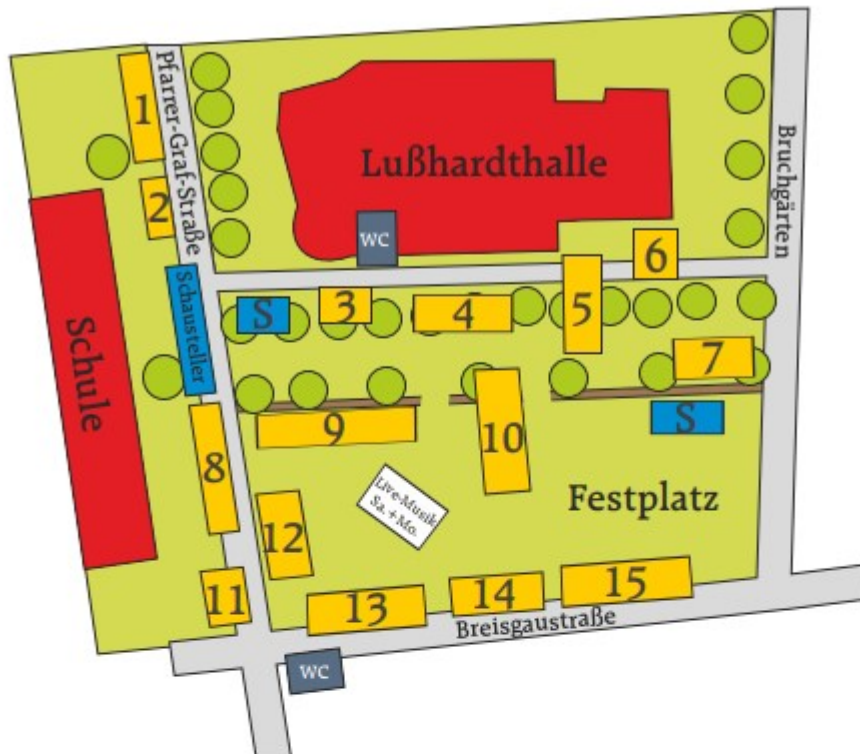 1
Pfarrer-Graf-Straße
2
Lußhardthalle
WC
Bruchgärten
6
Schausteller
S
3
4
5
Schule
7
S
8
9
10
Live-Musik
Sa. + Mo.
Festplatz
12
11
13
14
15
Breisgaustraße
WC